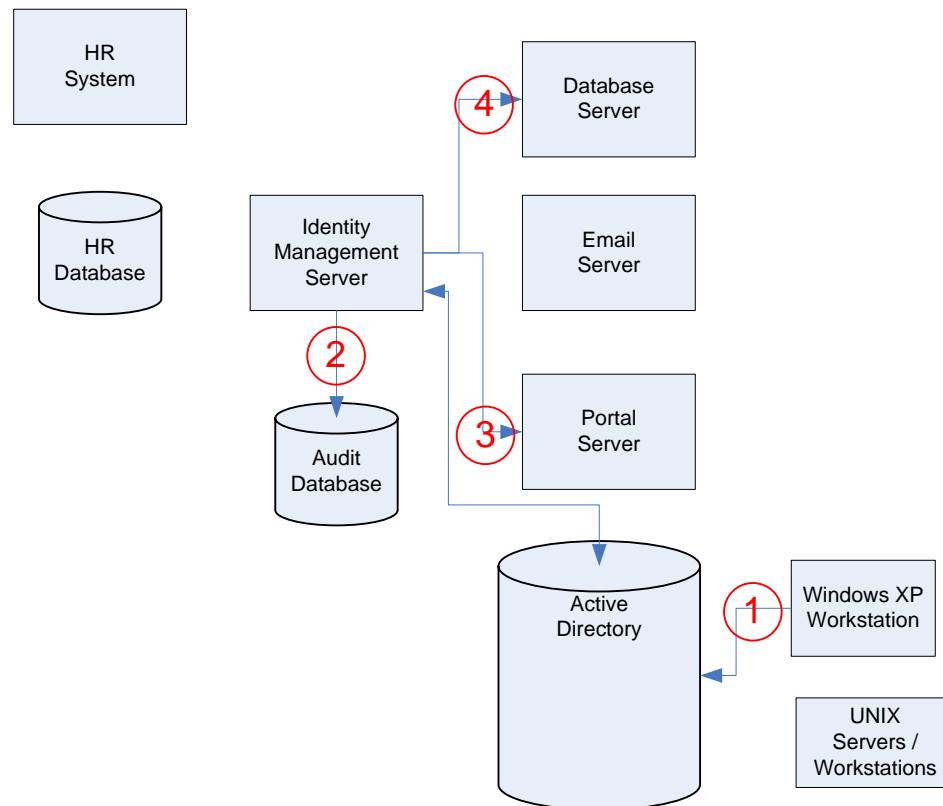 HR
System
4
Database
Server
HR
Database
Identity
Management
Server
Email
Server
2
3
Portal
Server
Audit
Database
Active
Directory
1
Windows XP
Workstation
UNIX
Servers /
Workstations